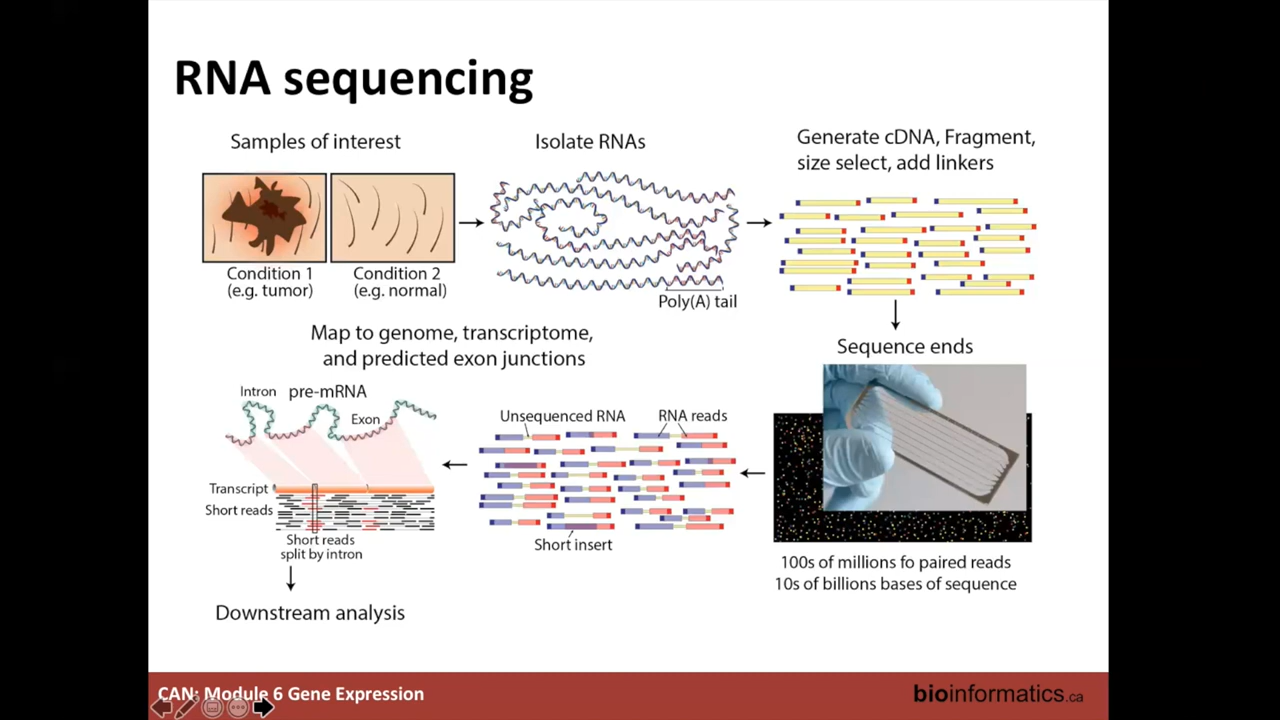 RNA sequencing
Samples of interest
Condition 1
(e.g. tumor)
Condition 2
(e.g. normal)
Isolate RNAs
Poly(A) tail
Generate cDNA, Fragment,
size select, add linkers
Sequence ends
100s of millions fo paired reads
10s of billions bases of sequence
Unsequenced RNA
RNA reads
Short insert
Map to genome, transcriptome,
and predicted exon junctions
Intron
pre-mRNA
Exon
Transcript
Short reads
Short reads
split by intron
Downstream analysis
CAN: Module 6 Gene Expression
bioinformatics.ca